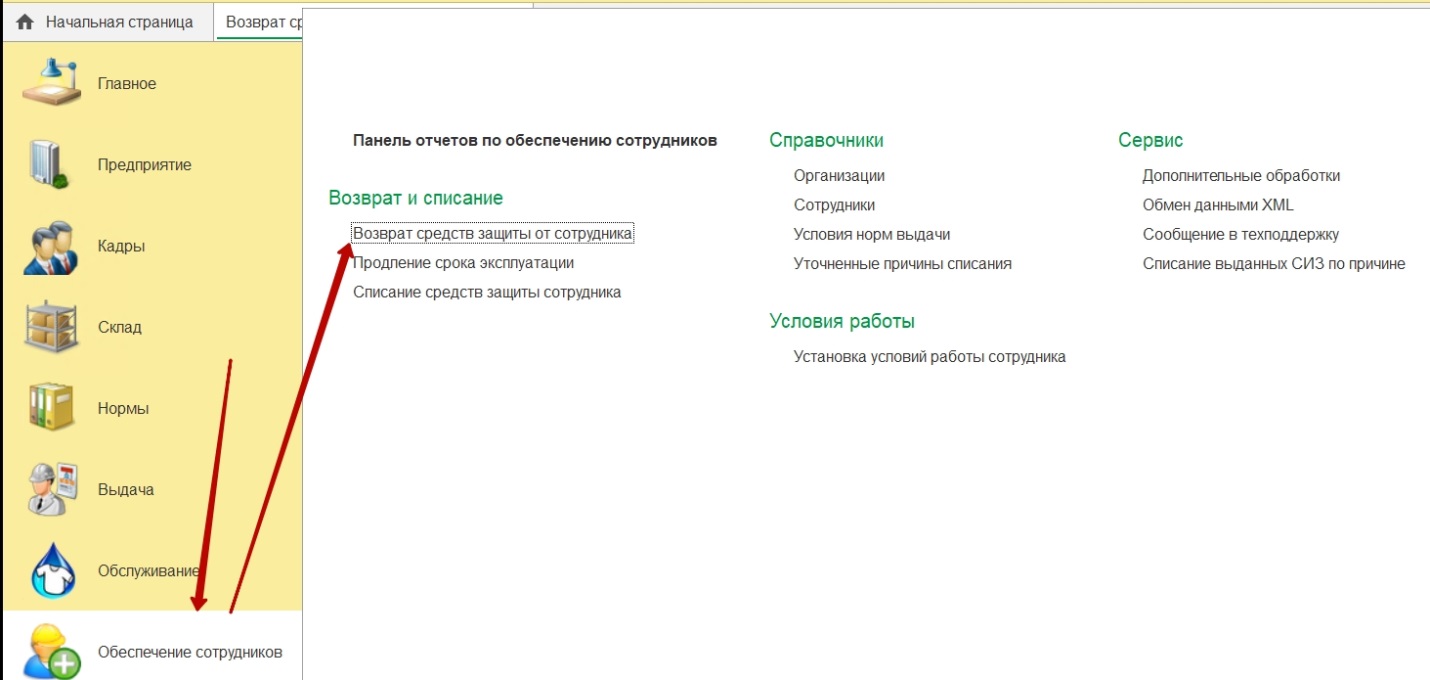 Начальная страница
Возврат ср
Главное
Предприятие
Кадры
Склад
Нормы
Выдача
Обслуживание
Обеспечение сотрудников
Панель отчетов по обеспечению сотрудников
Возврат и списание
Возврат средств защиты от сотрудника
Продление срока эксплуатации
Списание средств защиты сотрудника
Справочники
Организации
Сотрудники
Условия норм выдачи
Уточненные причины списания
Условия работы
Установка условий работы сотрудника
Сервис
Дополнительные обработки
Обмен данными XML
Сообщение в техподдержку
Списание выданных СИЗ по причине